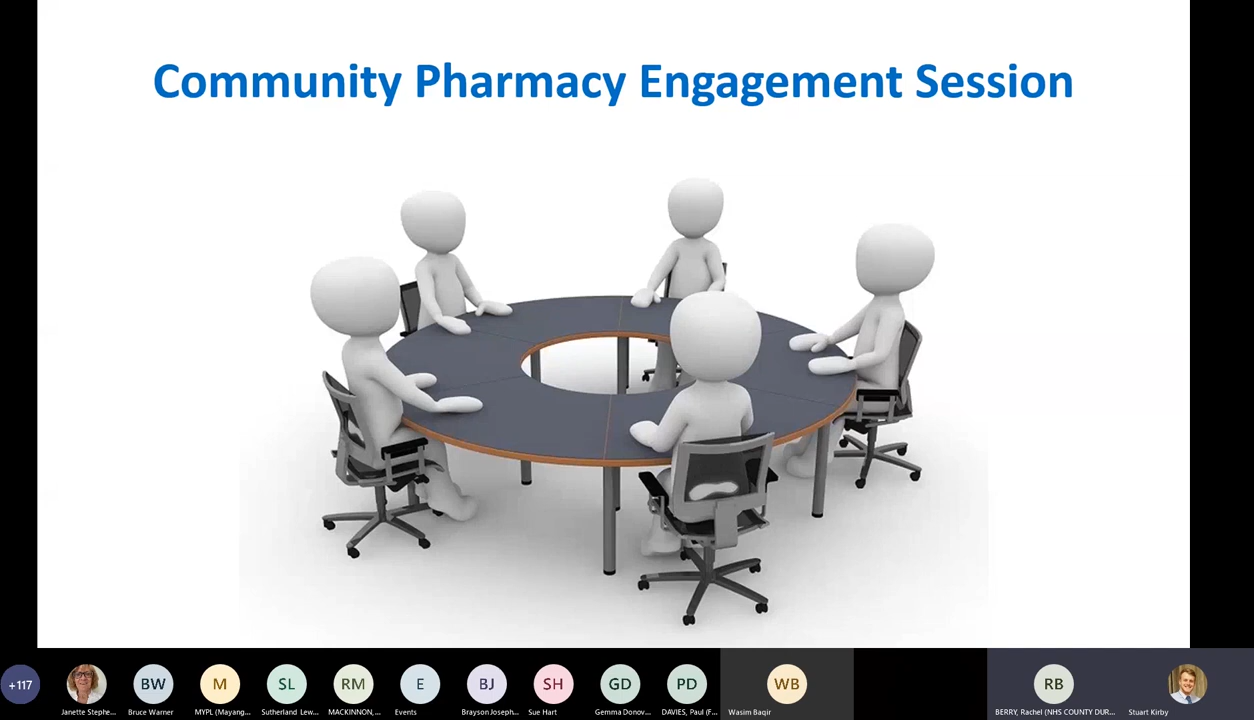 Community Pharmacy Engagement Session
+117
BW
M
SL
RM
E
BJ
SH
GD
PD
WB
RB
Janette Stephe...
Bruce Warner
MYPL (Mayang...
Sutherland Lew...
MACKINNON,...
Events
Brayson Joseph...
Sue Hart
Gemma Donov...
DAVIES, Paul (F...
Wasim Baqir
BERRY, Rachel (NHS COUNTY DUR...
Stuart Kirby